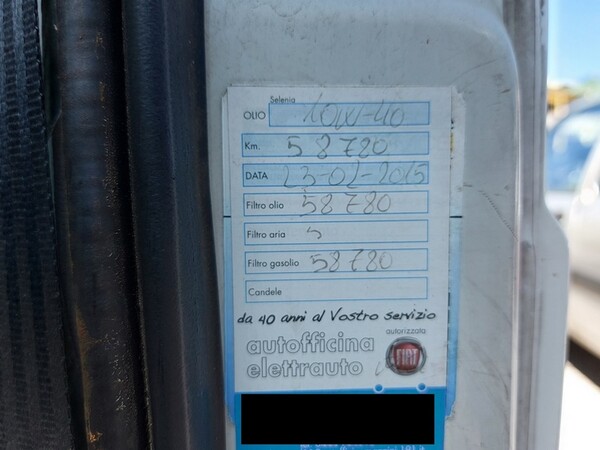 Selenia
OLIO 10W-40
Km. 58780
DATA 23-02-2015
Filtro olio 58780
Filtro aria
Filtro gasolio 58780
Candele
da 40 anni al Vostro servizio
autofficina autorizzata
elettrauto FIAT